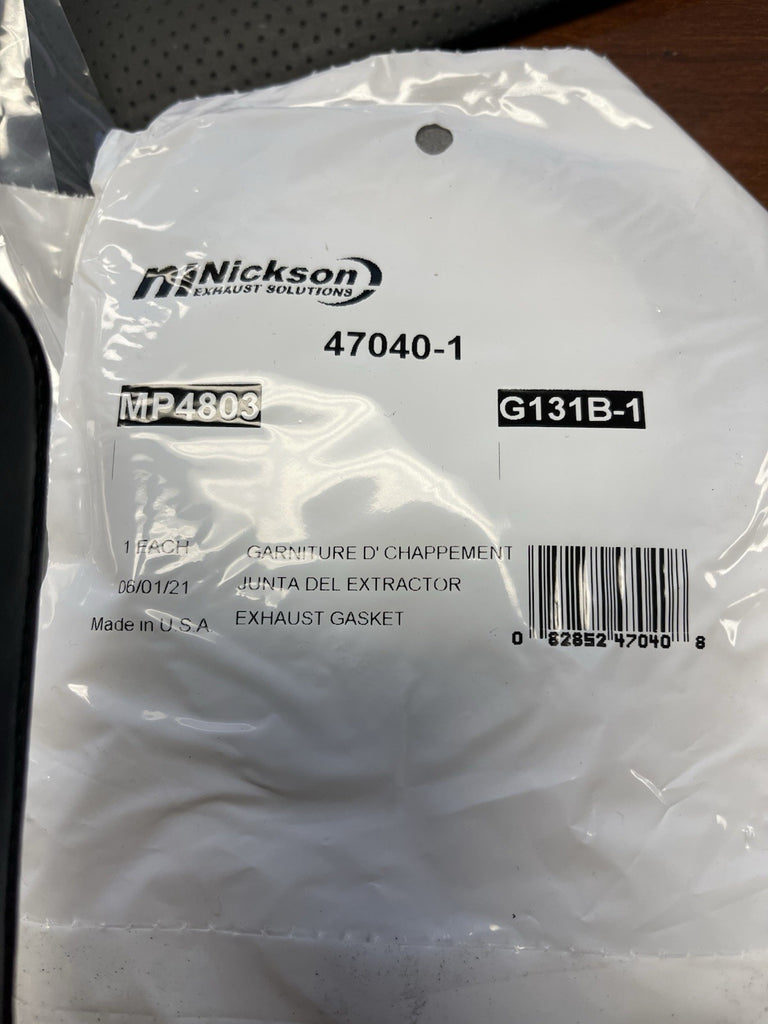 ni Nickson
EXHAUST SOLUTIONS
47040-1
MP4803
G131B-1
1 EACH
GARNITURE D' CHAPPEMENT
06/01/21
JUNTA DEL EXTRACTOR
Made in U.S.A.
EXHAUST GASKET
0 82852 47040 8